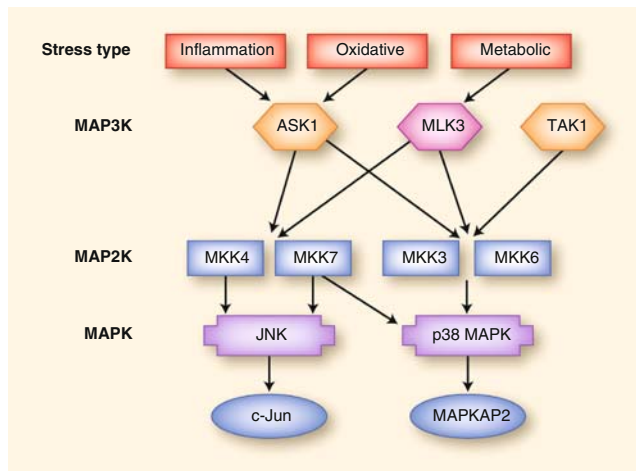 Stress type Inflammation Oxidative Metabolic
MAP3K ASK1 MLK3 TAK1
MAP2K MKK4 MKK7 MKK3 MKK6
MAPK JNK p38 MAPK
c-Jun MAPKAP2